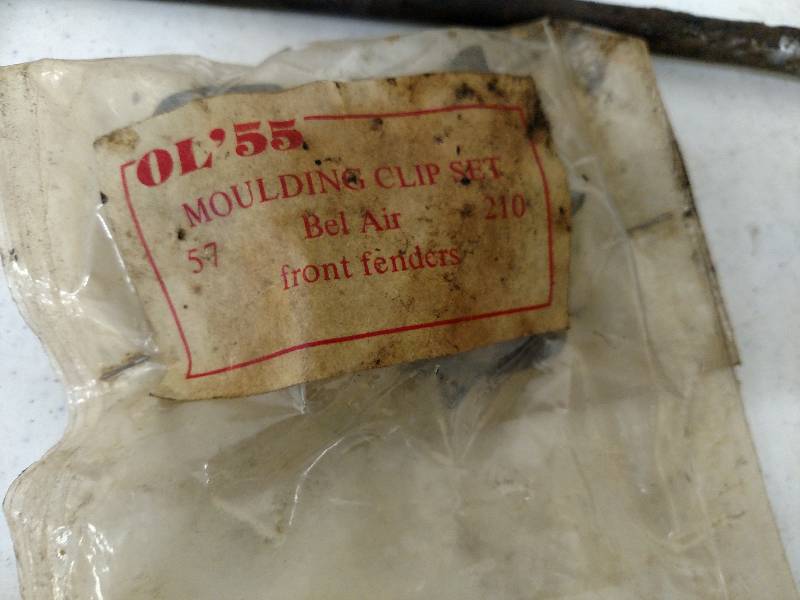 OL'55
MOULDING CLIP SET
Bel Air 210
57
front fenders